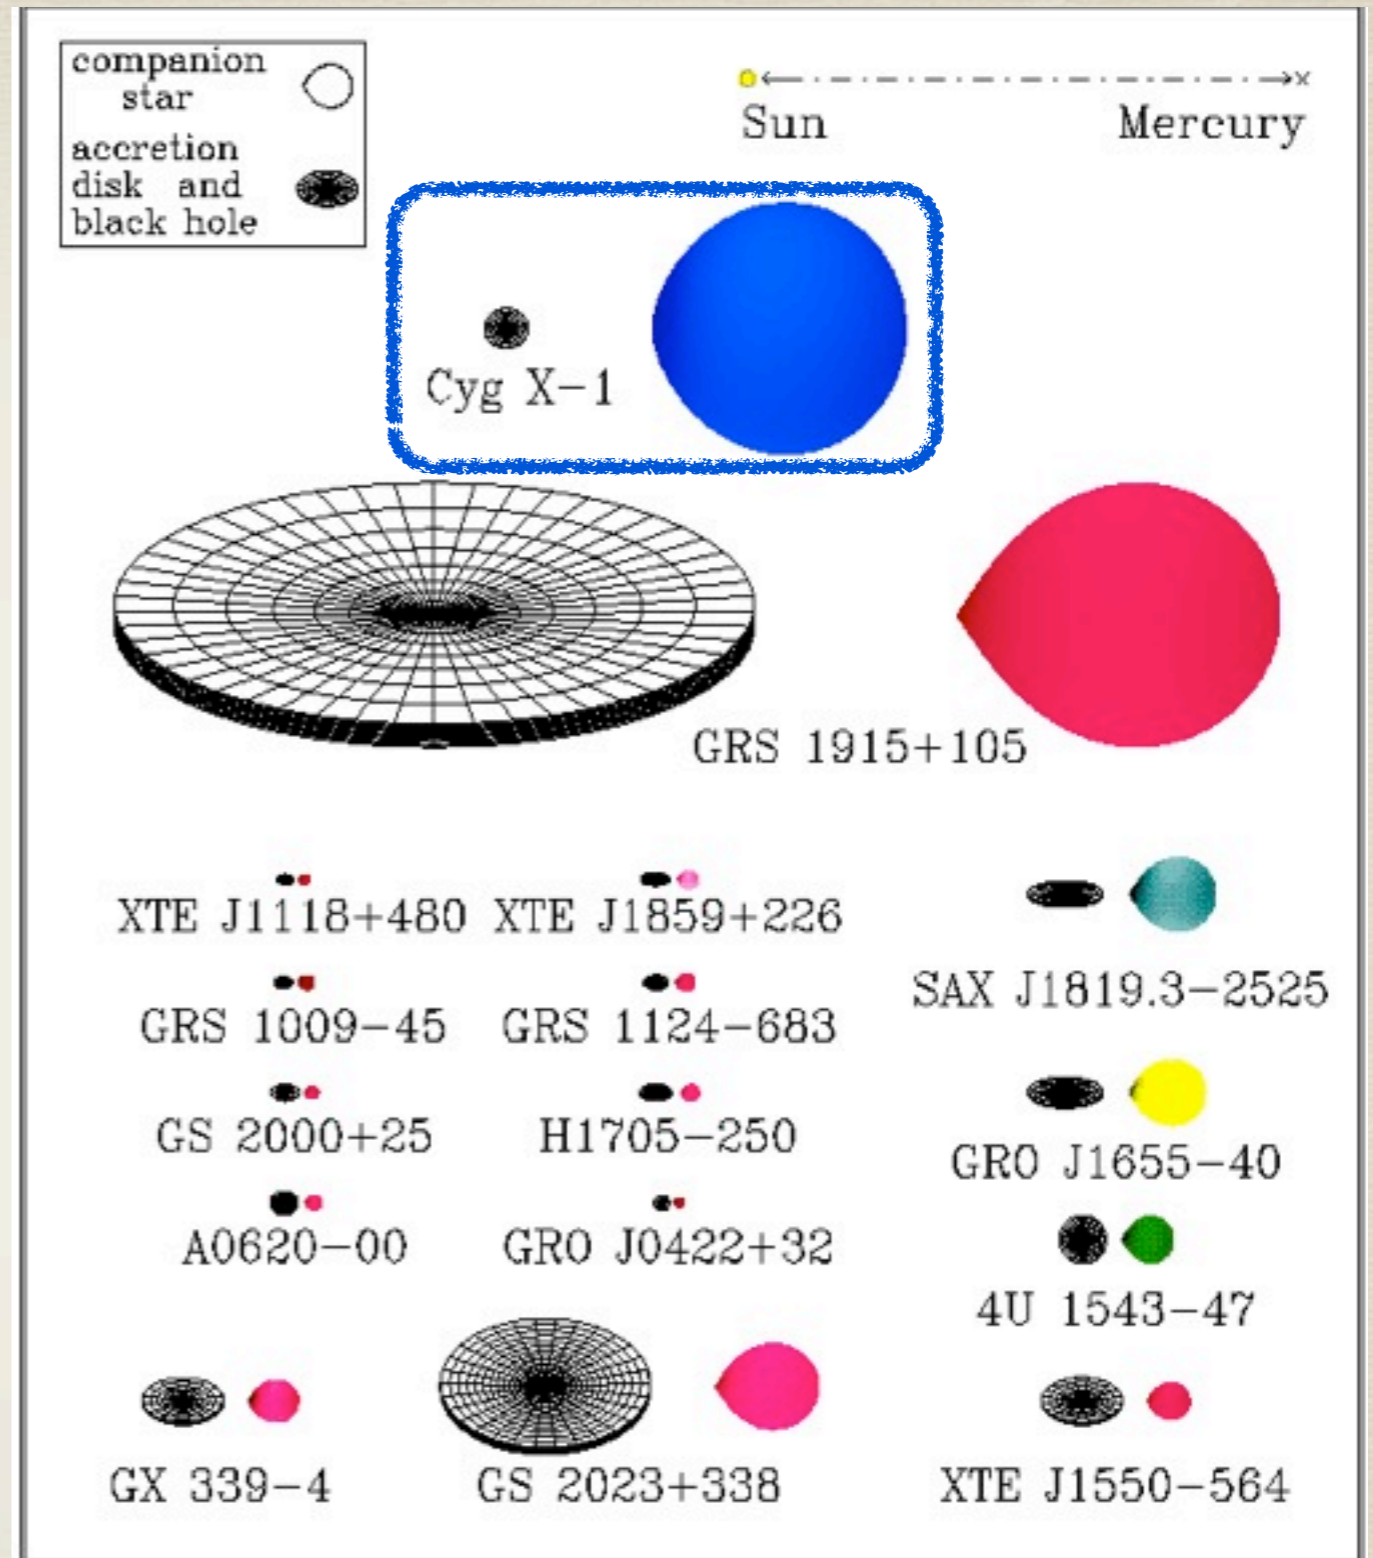 companion
star
accretion
disk and
black hole
Sun
Mercury
Cyg X-1
GRS 1915+105
XTE J1118+480
XTE J1859+226
SAX J1819.3-2525
GRS 1009-45
GRS 1124-683
GS 2000+25
H1705-250
GRO J1655-40
A0620-00
GRO J0422+32
4U 1543-47
GX 339-4
GS 2023+338
XTE J1550-564